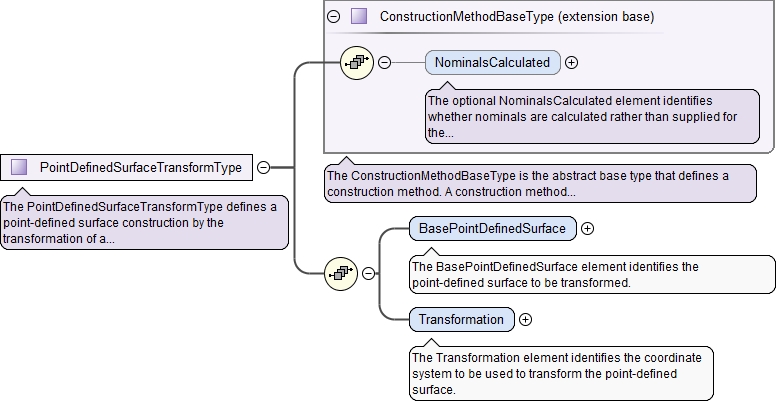 ConstructionMethodBaseType (extension base)
NominalsCalculated
The optional NominalsCalculated element identifies
whether nominals are calculated rather than supplied for
the...
PointDefinedSurfaceTransformType
The ConstructionMethodBaseType is the abstract base type that defines a
construction method. A construction method...
The PointDefinedSurfaceTransformType defines a
point-defined surface construction by the
transformation of a...
BasePointDefinedSurface
The BasePointDefinedSurface element identifies the
point-defined surface to be transformed.
Transformation
The Transformation element identifies the coordinate
system to be used to transform the point-defined
surface.